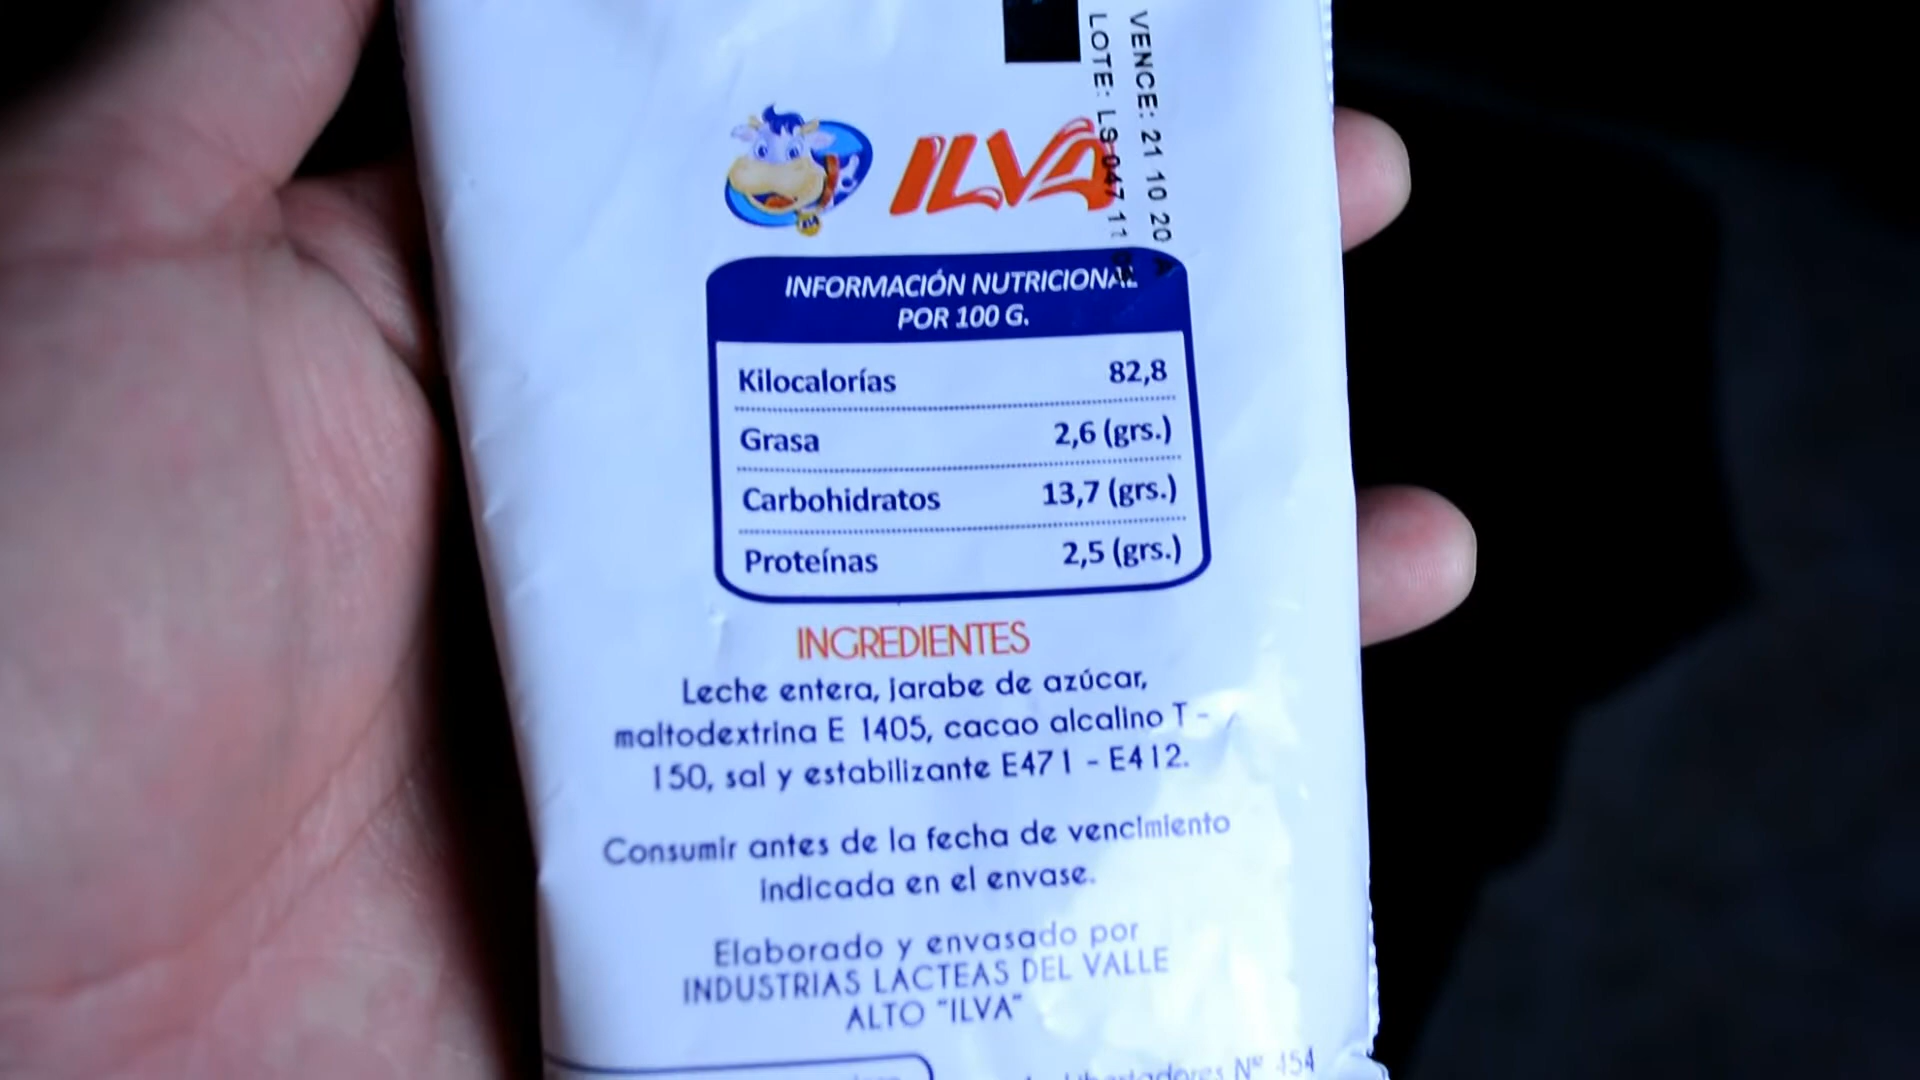 VENCE: 21 10 20
LOTE: LS 047 11
ILVA
INFORMACIÓN NUTRICIONAL
POR 100 G.
Kilocalorías 82,8
Grasa 2,6 (grs.)
Carbohidratos 13,7 (grs.)
Proteínas 2,5 (grs.)
INGREDIENTES
Leche entera, jarabe de azúcar,
maltodextrina E 1405, cacao alcalino T -
150, sal y estabilizante E471 - E412.
Consumir antes de la fecha de vencimiento
indicada en el envase.
Elaborado y envasado por
INDUSTRIAS LACTEAS DEL VALLE
ALTO "ILVA"
Nº 454